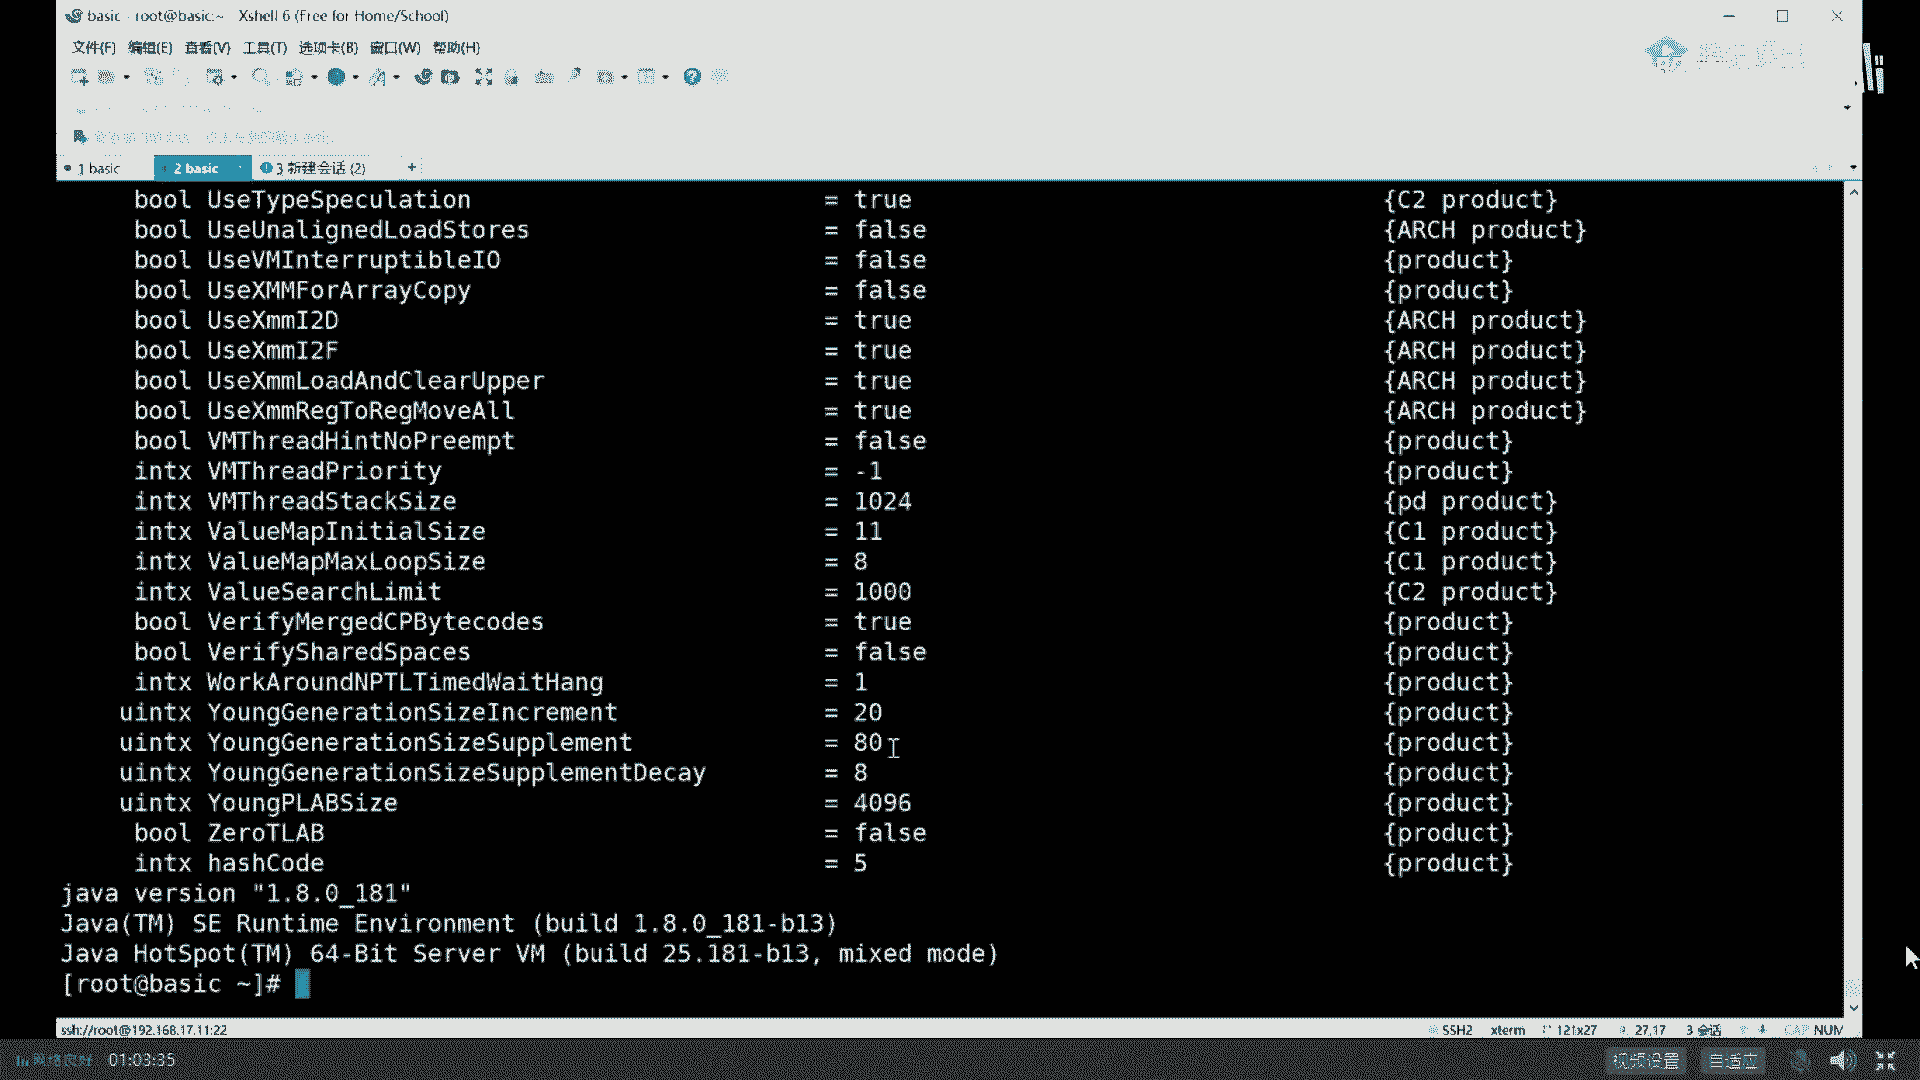 basic - root@basic:~ Xshell 6 (Free for Home/School)
文件(F) 编辑(E) 查看(V) 工具(T) 选项卡(B) 窗口(W) 帮助(H)
1 basic 2 basic 3 新建会话 (2) +
bool UseTypeSpeculation = true {C2 product}
bool UseUnalignedLoadStores = false {ARCH product}
bool UseVMInterruptibleIO = false {product}
bool UseXMMForArrayCopy = false {product}
bool UseXmmI2D = true {ARCH product}
bool UseXmmI2F = true {ARCH product}
bool UseXmmLoadAndClearUpper = true {ARCH product}
bool UseXmmRegToRegMoveAll = true {ARCH product}
bool VMThreadHintNoPreempt = false {product}
intx VMThreadPriority = -1 {product}
intx VMThreadStackSize = 1024 {pd product}
intx ValueMapInitialSize = 11 {C1 product}
intx ValueMapMaxLoopSize = 8 {C1 product}
intx ValueSearchLimit = 1000 {C2 product}
bool VerifyMergedCPBytecodes = true {product}
bool VerifySharedSpaces = false {product}
intx WorkAroundNPTLTimedWaitHang = 1 {product}
uintx YoungGenerationSizeIncrement = 20 {product}
uintx YoungGenerationSizeSupplement = 80 {product}
uintx YoungGenerationSizeSupplementDecay = 8 {product}
uintx YoungPLABSize = 4096 {product}
bool ZeroTLAB = false {product}
intx hashCode = 5 {product}
java version "1.8.0_181"
Java(TM) SE Runtime Environment (build 1.8.0_181-b13)
Java HotSpot(TM) 64-Bit Server VM (build 25.181-b13, mixed mode)
[root@basic ~]#
ssh://root@192.168.17.11:22 SSH2 xterm 121x27 27,17 3 会话 CAP NUM
网络良好 01:03:35 视频设置 自适应